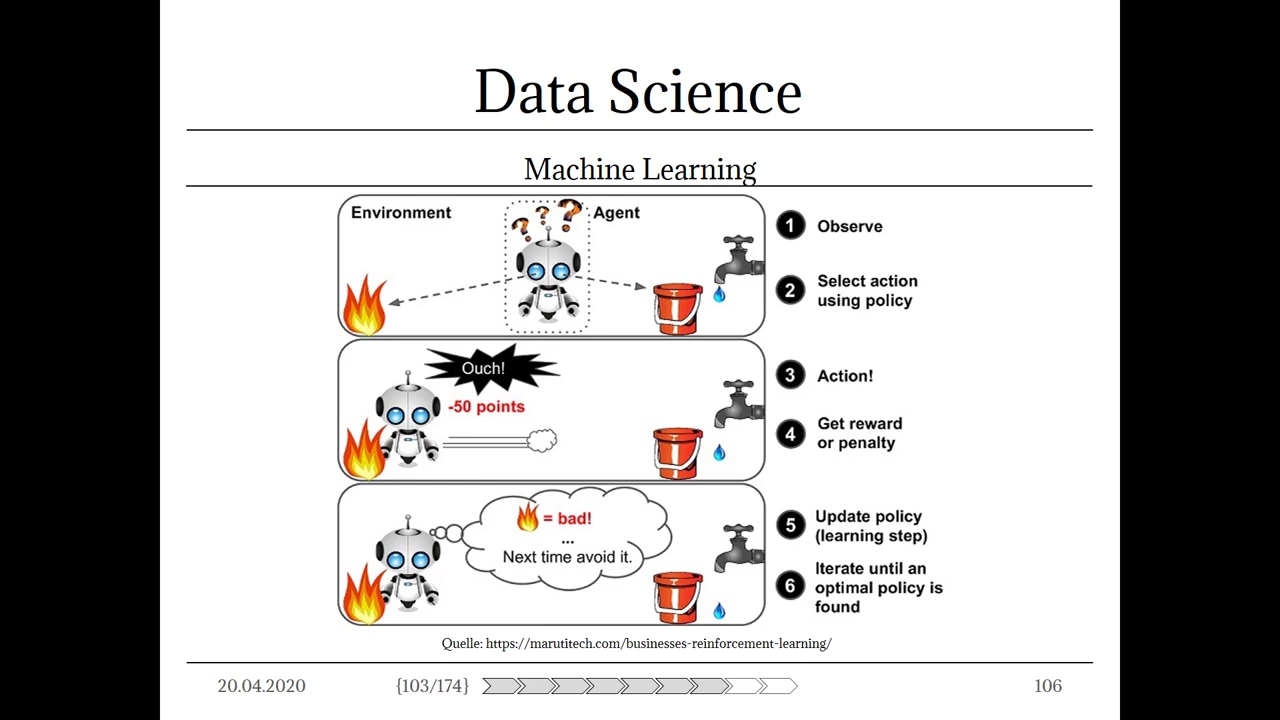 Data Science
Machine Learning
Environment
? ? ?
Agent
1 Observe
2 Select action
using policy
Ouch!
-50 points
3 Action!
4 Get reward
or penalty
= bad!
...
Next time avoid it.
5 Update policy
(learning step)
6 Iterate until an
optimal policy is
found
Quelle: https://marutitech.com/businesses-reinforcement-learning/
20.04.2020
{103/174}
106